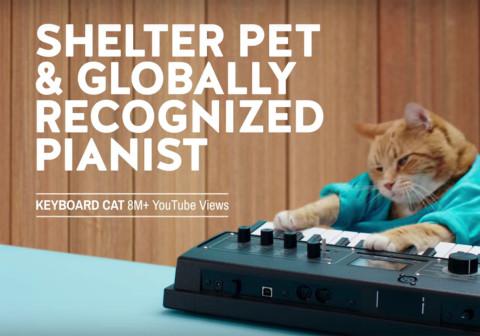 SHELTER PET
& GLOBALLY
RECOGNIZED
PIANIST
KEYBOARD CAT 8M+ YouTube Views